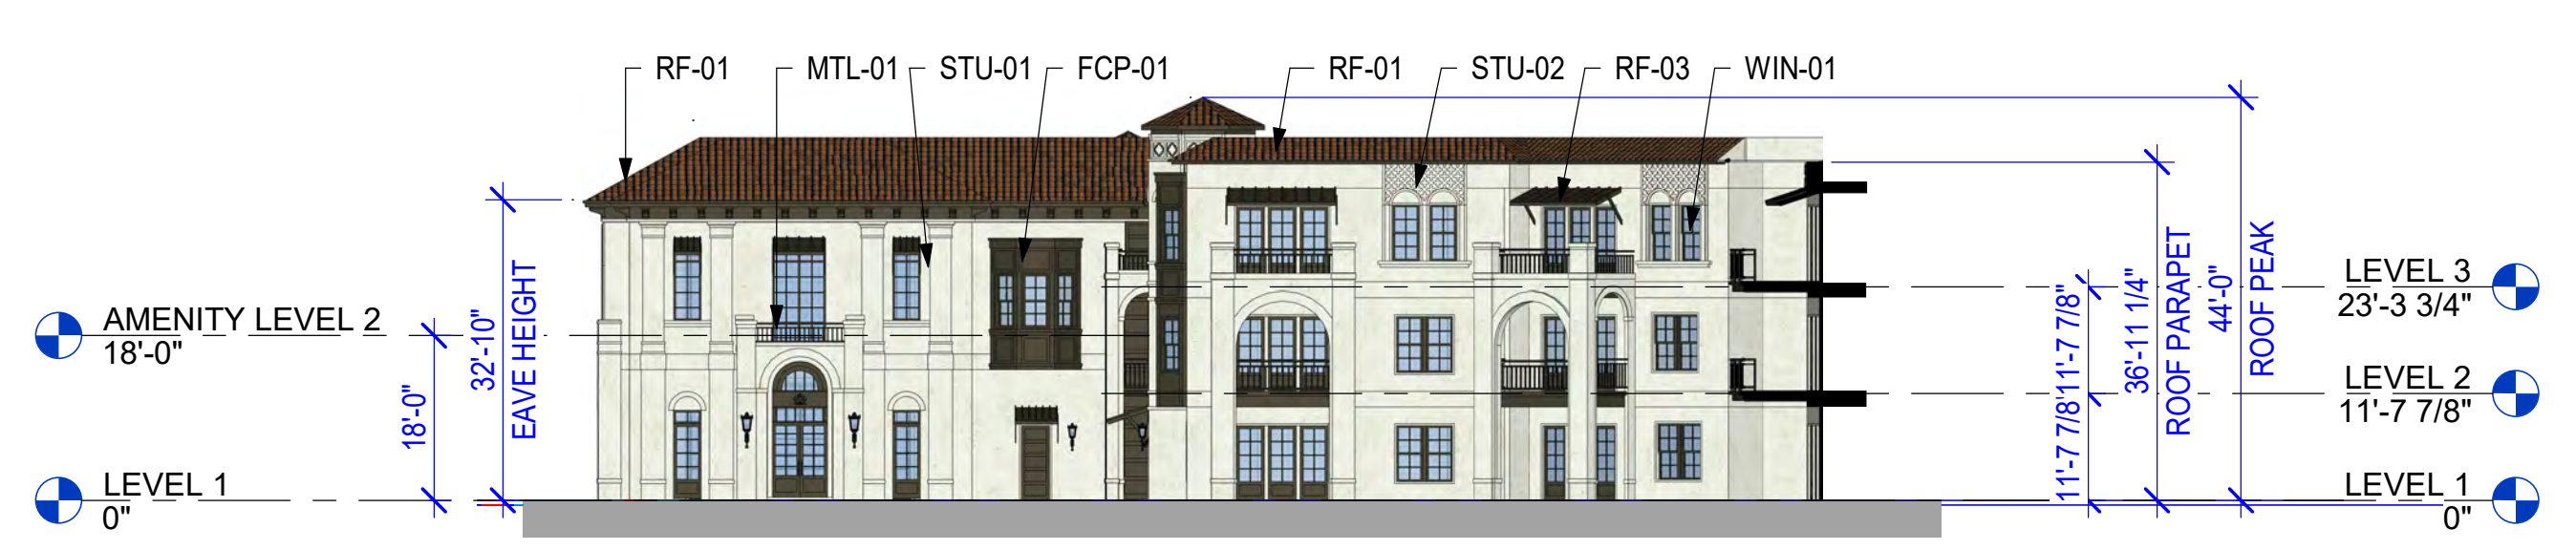 RF-01
MTL-01
STU-01
FCP-01
RF-01
STU-02
RF-03
WIN-01
AMENITY LEVEL 2
18'-0"
LEVEL 1
0"
18'-0"
32'-10"
EAVE HEIGHT
11'-7 7/8"
11'-7 7/8"
36'-11 1/4"
ROOF PARAPET
44'-0"
ROOF PEAK
LEVEL 3
23'-3 3/4"
LEVEL 2
11'-7 7/8"
LEVEL 1
0"